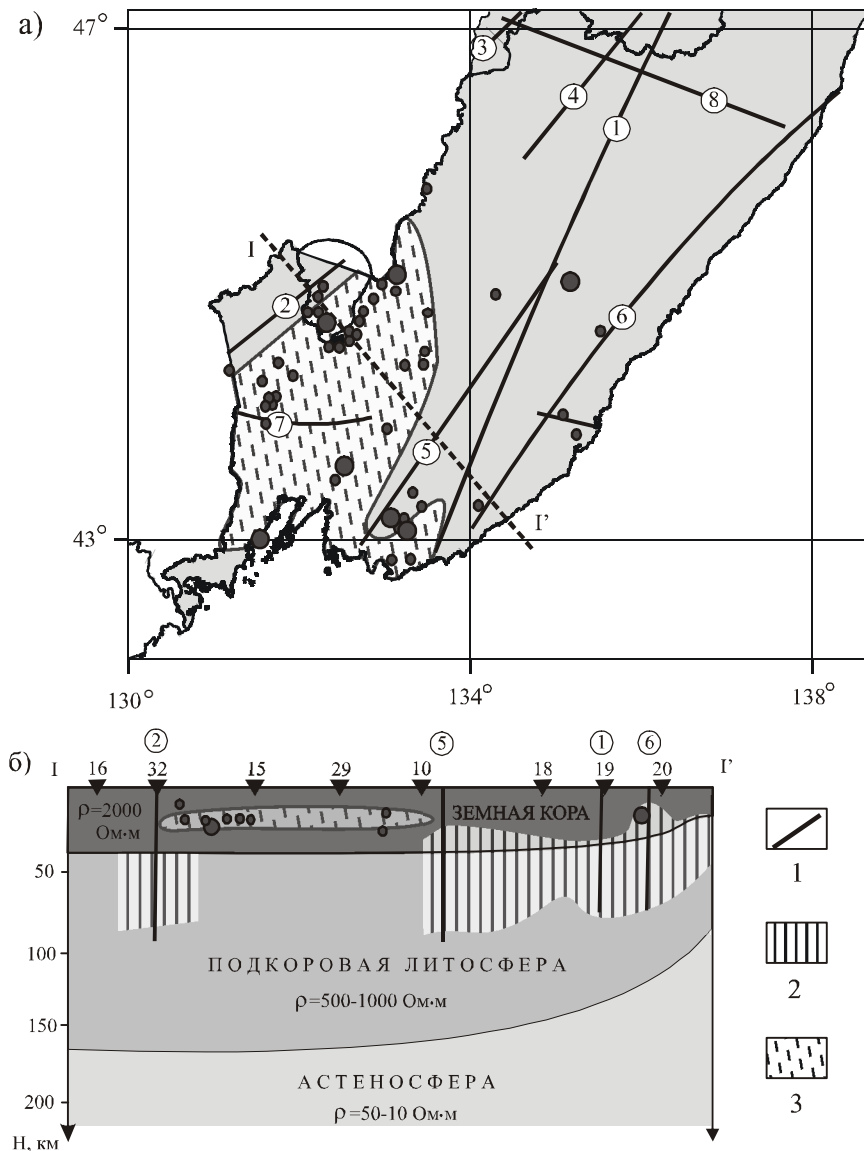 а)
47°
3
4
8
1
I
2
6
7
5
I'
43°
130° 134° 138°
б)
2 5 1 6
I 16 32 15 29 10 18 19 20 I'
ρ=2000
Ом·м
ЗЕМНАЯ КОРА
50
100
ПОДКОРОВАЯ ЛИТОСФЕРА
ρ=500-1000 Ом·м
150
АСТЕНОСФЕРА
200
ρ=50-10 Ом·м
Н, км
1
2
3